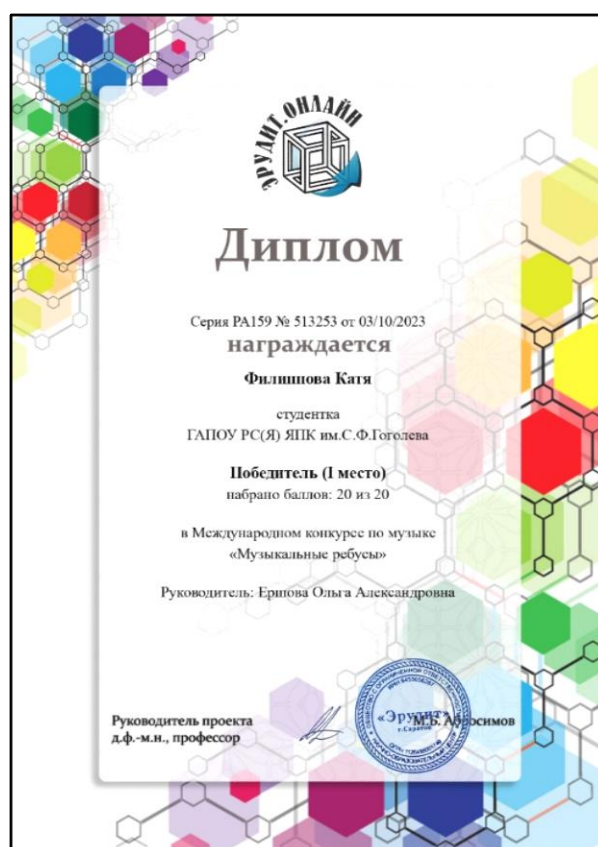 ЭРУДИТ.ОНЛАЙН
Диплом
Серия РА159 № 513253 от 03/10/2023
награждается
Филиппова Катя
студентка
ГАПОУ РС(Я) ЯПК им.С.Ф.Гоголева
Победитель (I место)
набрано баллов: 20 из 20
в Международном конкурсе по музыке
«Музыкальные ребусы»
Руководитель: Ершова Ольга Александровна
Руководитель проекта
д.ф.-м.н., профессор
«Эрудит»
г.Саратов
М.Б. Абросимов